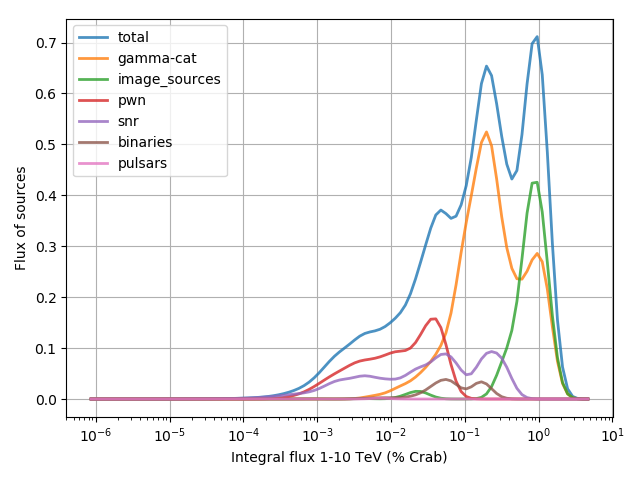 total
gamma-cat
image_sources
pwn
snr
binaries
pulsars
Flux of sources
0.7
0.6
0.5
0.4
0.3
0.2
0.1
0.0
10⁻⁶ 10⁻⁵ 10⁻⁴ 10⁻³ 10⁻² 10⁻¹ 10⁰
Integral flux 1-10 TeV (% Crab)